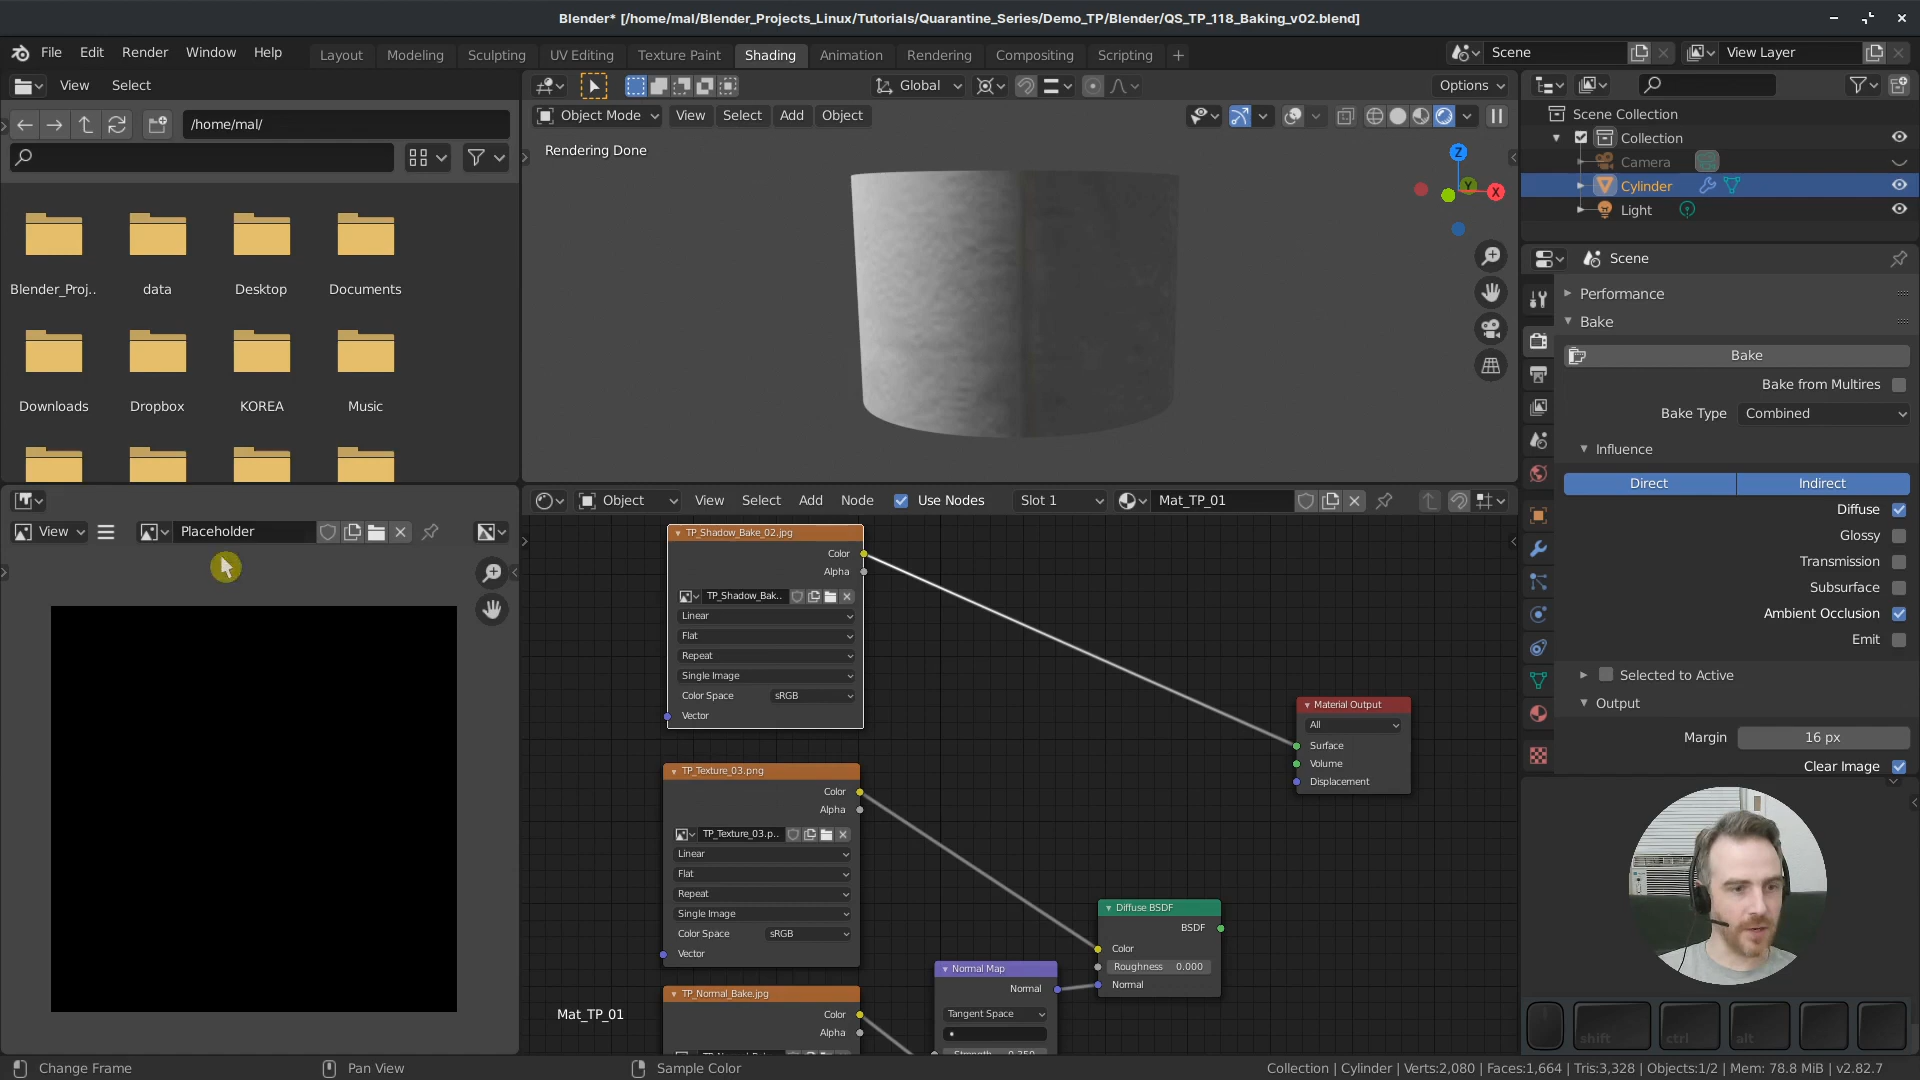 Blender* [/home/mal/Blender_Projects_Linux/Tutorials/Quarantine_Series/Demo_TP/Blender/QS_TP_118_Baking_v02.blend]
File Edit Render Window Help Layout Modeling Sculpting UV Editing Texture Paint Shading Animation Rendering Compositing Scripting + Scene View Layer
View Select Global Options
/home/mal/ Object Mode View Select Add Object
Rendering Done
Z
Y
X
Scene Collection
Collection
Camera
Cylinder
Light
Blender_Proj.. data Desktop Documents
Downloads Dropbox KOREA Music
Scene
Performance
Bake
Bake
Bake from Multires
Bake Type Combined
Influence
Direct Indirect
Diffuse
Glossy
Transmission
Subsurface
Ambient Occlusion
Emit
Selected to Active
Output
Margin 16 px
Clear Image
Object View Select Add Node Use Nodes Slot 1 Mat_TP_01
View Placeholder
TP_Shadow_Bake_02.jpg
Color
Alpha
TP_Shadow_Bak..
Linear
Flat
Repeat
Single Image
Color Space sRGB
Vector
Material Output
All
Surface
Volume
Displacement
TP_Texture_03.png
Color
Alpha
TP_Texture_03.p..
Linear
Flat
Repeat
Single Image
Color Space sRGB
Vector
Diffuse BSDF
BSDF
Color
Roughness 0.000
Normal
Normal Map
Normal
Tangent Space
Strength 0.350
TP_Normal_Bake.jpg
Color
Alpha
Mat_TP_01
shift ctrl alt
Change Frame Pan View Sample Color Collection | Cylinder | Verts:2,080 | Faces:1,664 | Tris:3,328 | Objects:1/2 | Mem: 78.8 MiB | v2.82.7